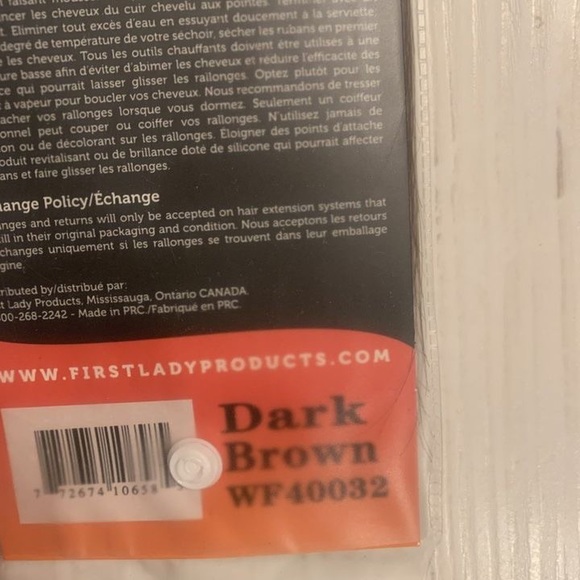 faisant
ncer les cheveux du cuir chevelu aux pointes.
t. Éliminer tout excès d'eau en essuyant doucement à la serviette.
degré de température de votre séchoir, sécher les rubans en premier
e les cheveux. Tous les outils chauffants doivent être utilisés à une
ure basse afin d'éviter d'abimer les cheveux et réduire l'efficacité des
ce qui pourrait laisser glisser les rallonges. Optez plutôt pour les
t à vapeur pour boucler vos cheveux. Nous recommandons de tresser
acher vos rallonges lorsque vous dormez. Seulement un coiffeur
onnel peut couper ou coiffer vos rallonges. N'utilisez jamais de
on ou de décolorant sur les rallonges. Éloigner des points d'attache
oduit revitalisant ou de brillance doté de silicone qui pourrait affecter
ans et faire glisser les rallonges.
hange Policy/Échange
anges and returns will only be accepted on hair extension systems that
till in their original packaging and condition. Nous acceptons les retours
changes uniquement si les rallonges se trouvent dans leur emballage
igine.
ributed by/distribué par:
t Lady Products, Mississauga, Ontario CANADA.
00-268-2242 - Made in PRC./Fabriqué en PRC.
WWW.FIRSTLADYPRODUCTS.COM
Dark
Brown
WF40032
7 72674 10658